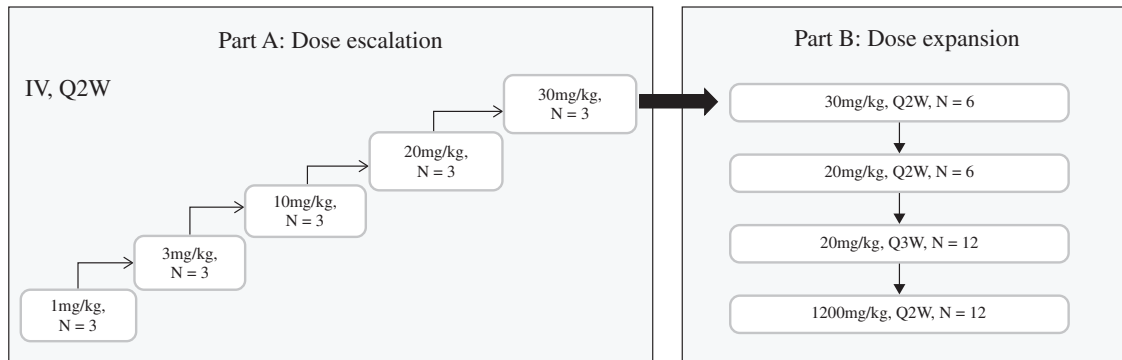 Part A: Dose escalation
IV, Q2W
1mg/kg,
N = 3
3mg/kg,
N = 3
10mg/kg,
N = 3
20mg/kg,
N = 3
30mg/kg,
N = 3
Part B: Dose expansion
30mg/kg, Q2W, N = 6
20mg/kg, Q2W, N = 6
20mg/kg, Q3W, N = 12
1200mg/kg, Q2W, N = 12